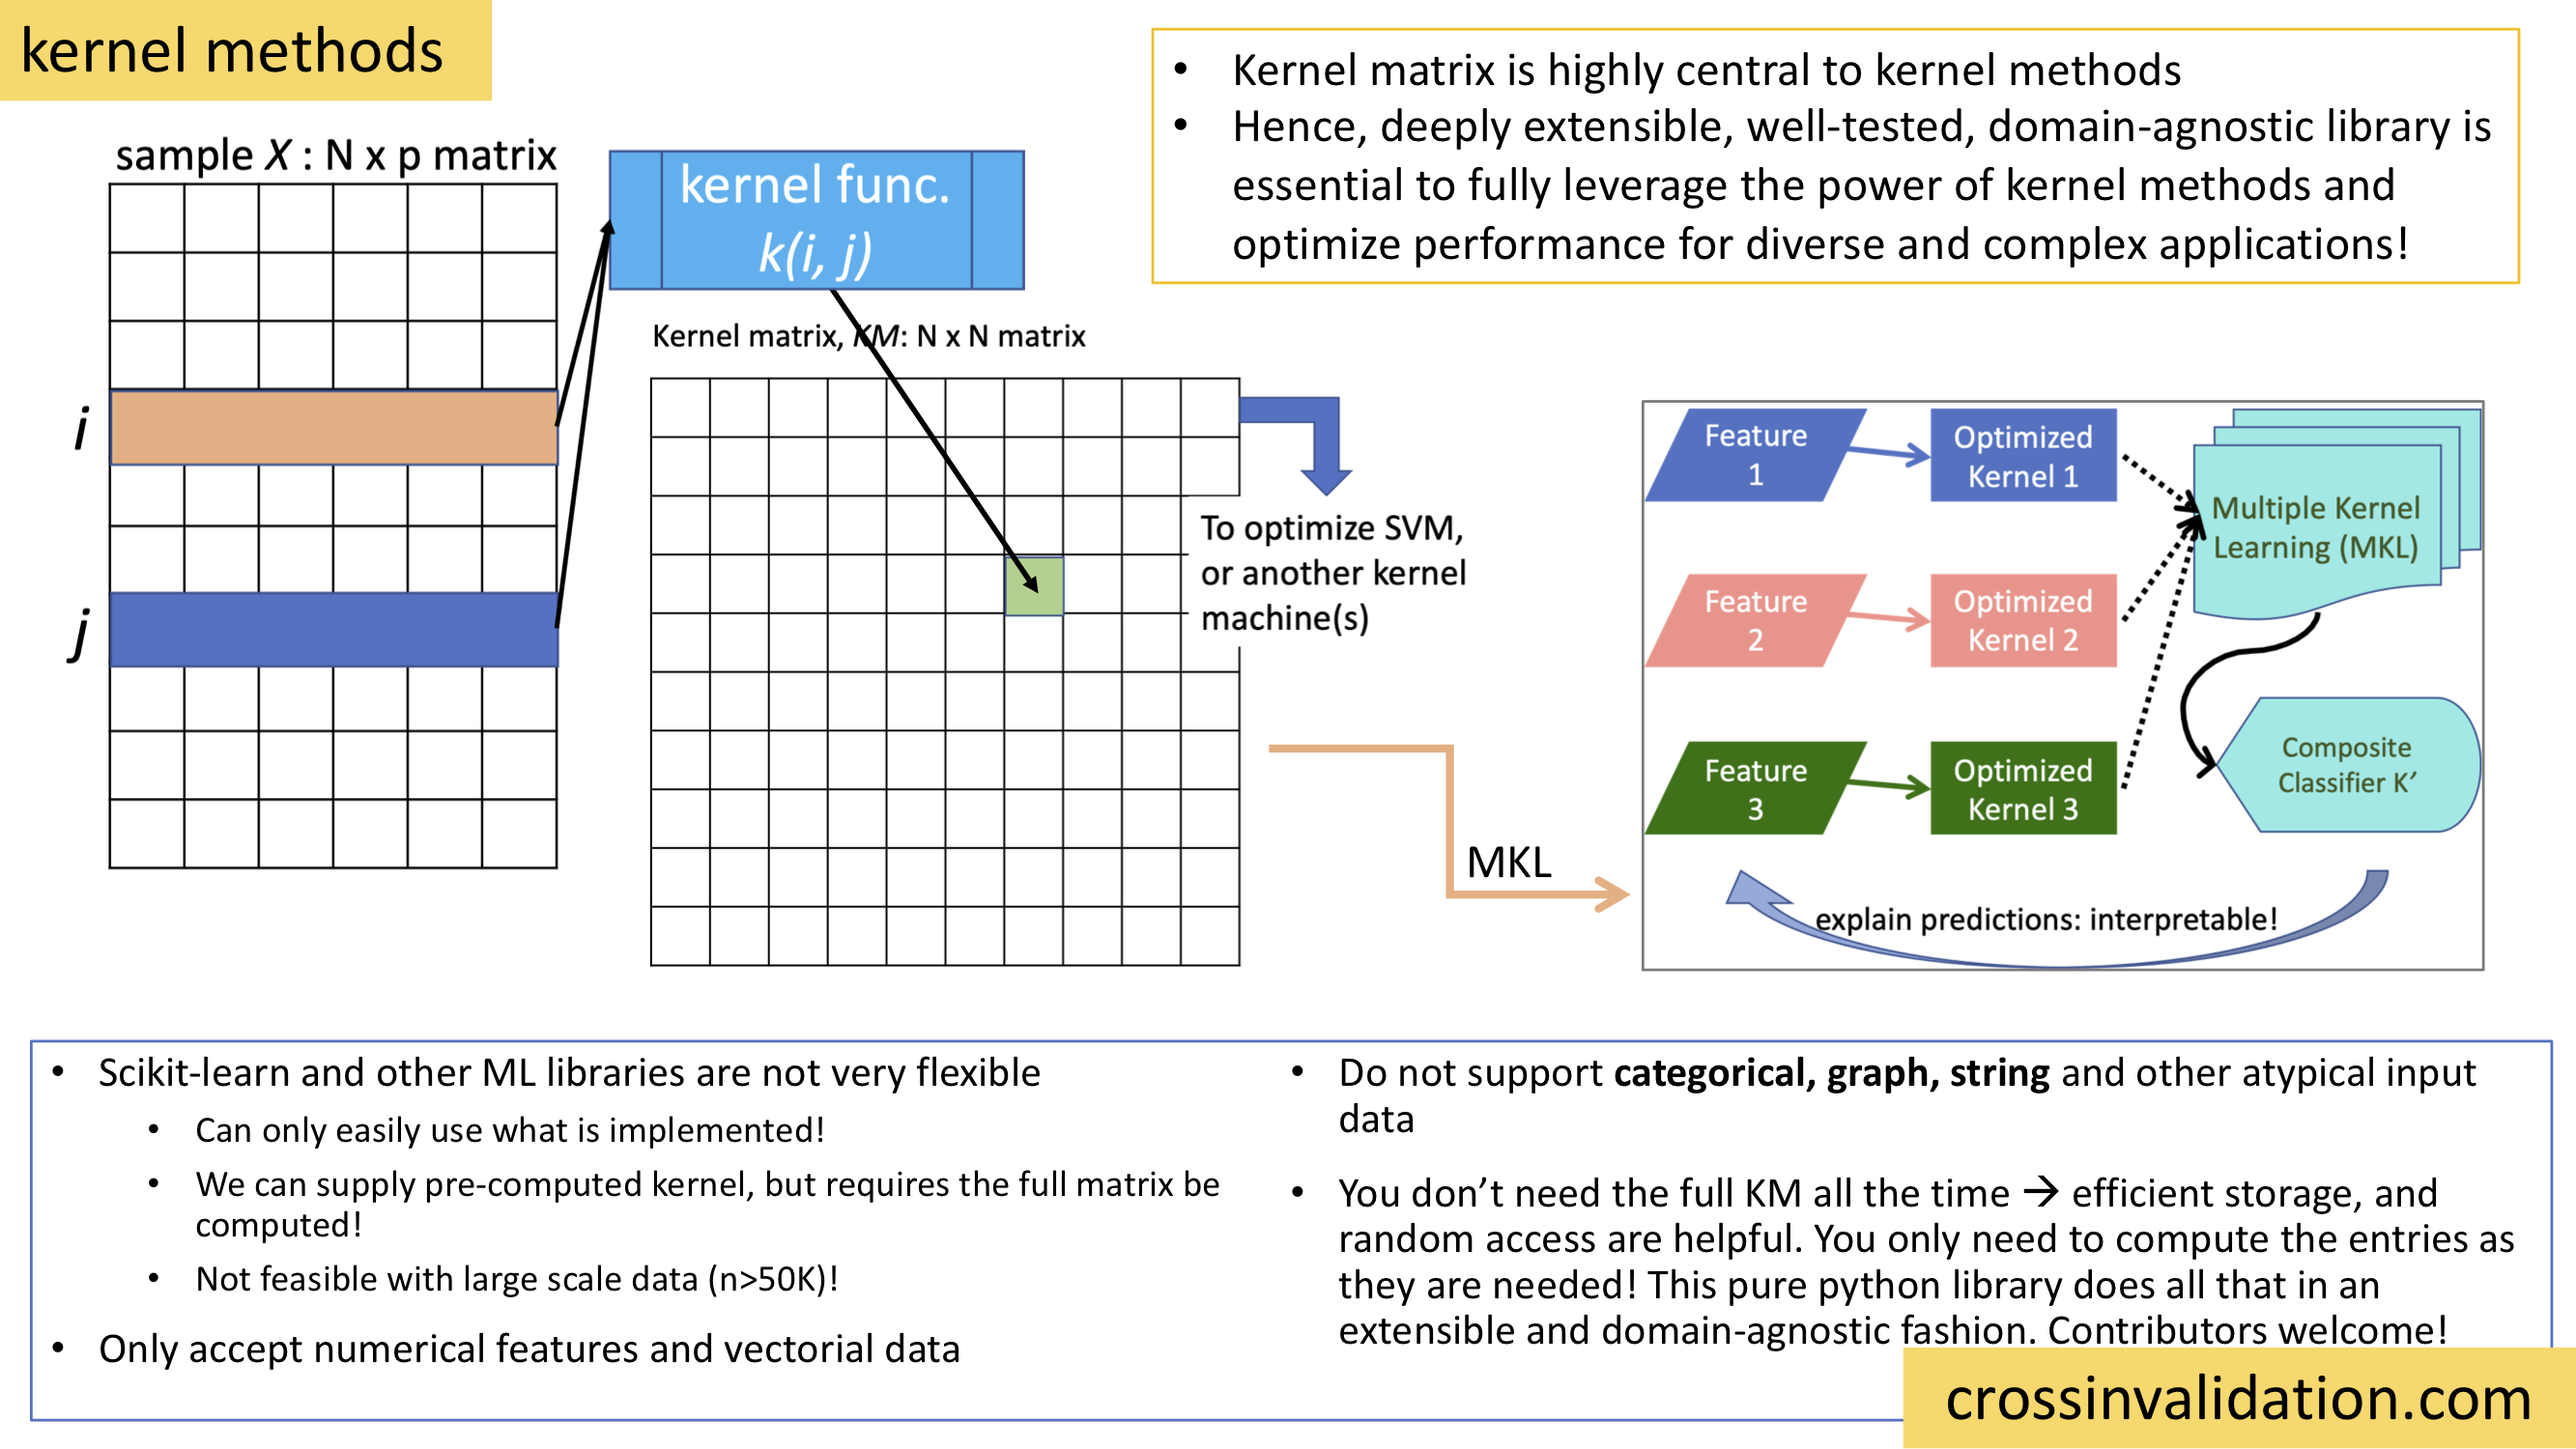 kernel methods
• Kernel matrix is highly central to kernel methods
• Hence, deeply extensible, well-tested, domain-agnostic library is
essential to fully leverage the power of kernel methods and
optimize performance for diverse and complex applications!
sample X : N x p matrix
kernel func.
k(i, j)
Kernel matrix, KM: N x N matrix
i
j
To optimize SVM,
or another kernel
machine(s)
MKL
Feature
1
Optimized
Kernel 1
Feature
2
Optimized
Kernel 2
Feature
3
Optimized
Kernel 3
Multiple Kernel
Learning (MKL)
Composite
Classifier K’
explain predictions: interpretable!
• Scikit-learn and other ML libraries are not very flexible
• Can only easily use what is implemented!
• We can supply pre-computed kernel, but requires the full matrix be
computed!
• Not feasible with large scale data (n>50K)!
• Only accept numerical features and vectorial data
• Do not support categorical, graph, string and other atypical input
data
• You don’t need the full KM all the time → efficient storage, and
random access are helpful. You only need to compute the entries as
they are needed! This pure python library does all that in an
extensible and domain-agnostic fashion. Contributors welcome!
crossinvalidation.com